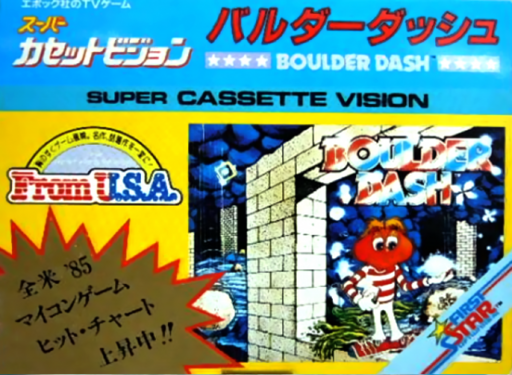 エポック社のTVゲーム
スーパー
カセットビジョン
バルダーダッシュ
BOULDER DASH
SUPER CASSETTE VISION
From U.S.A.
BOULDER
DASH
全米'85
マイコンゲーム
ヒット・チャート
上昇中!!
FIRST
STAR